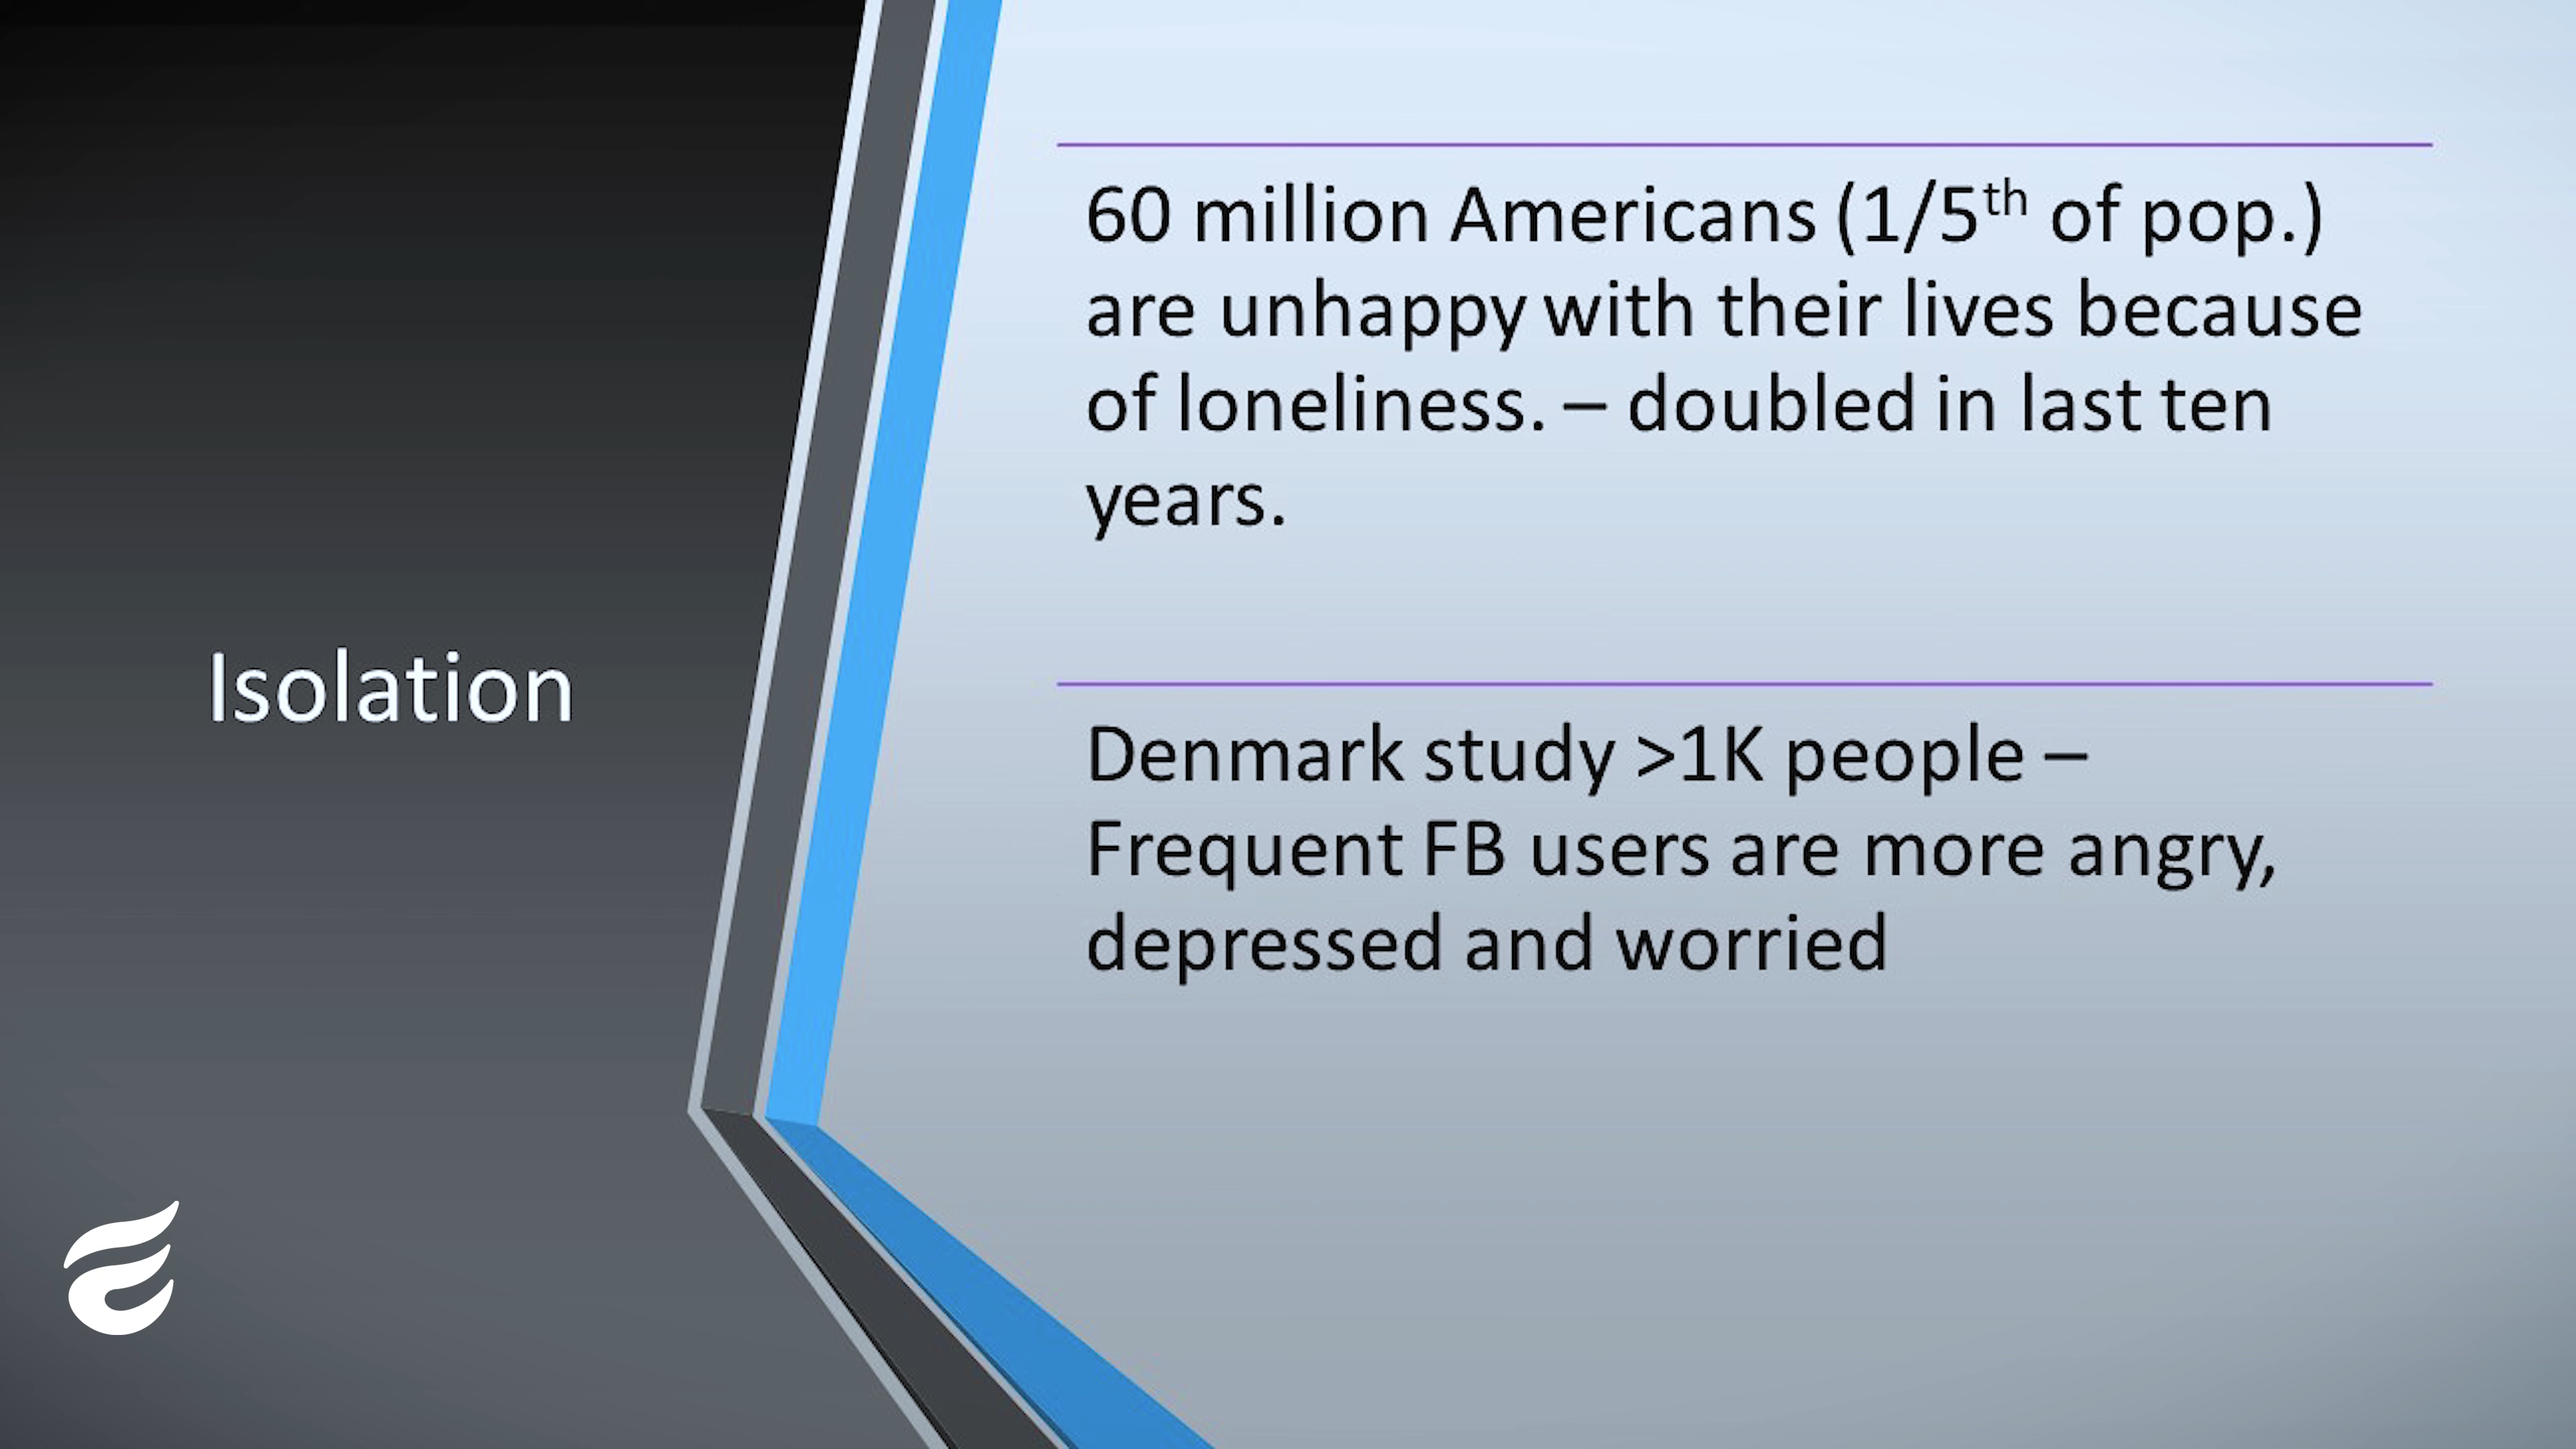 Isolation
60 million Americans (1/5th of pop.)
are unhappy with their lives because
of loneliness. – doubled in last ten
years.
Denmark study >1K people –
Frequent FB users are more angry,
depressed and worried